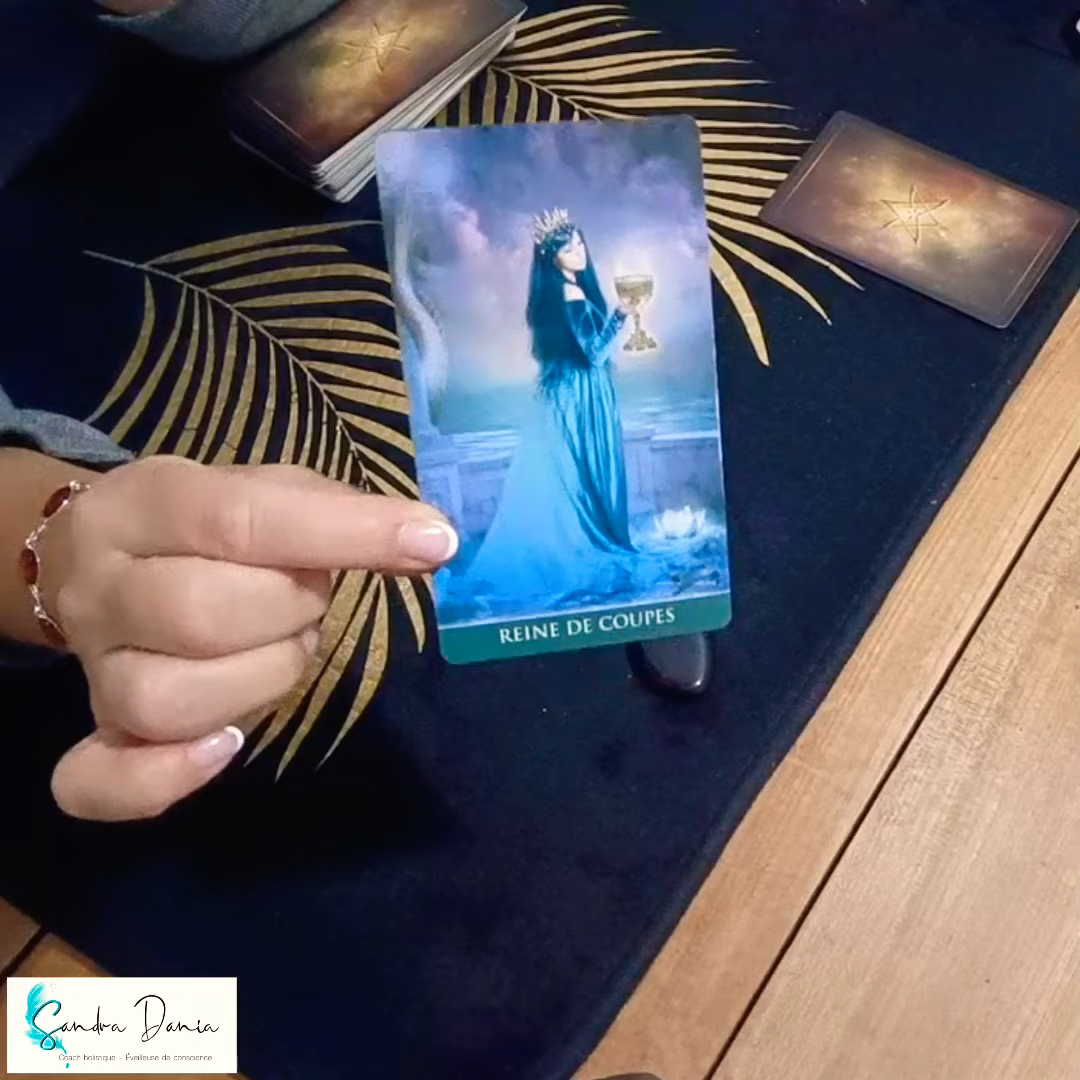 REINE DE COUPES
Sandra Dania
Coach holistique - Éveilleuse de conscience